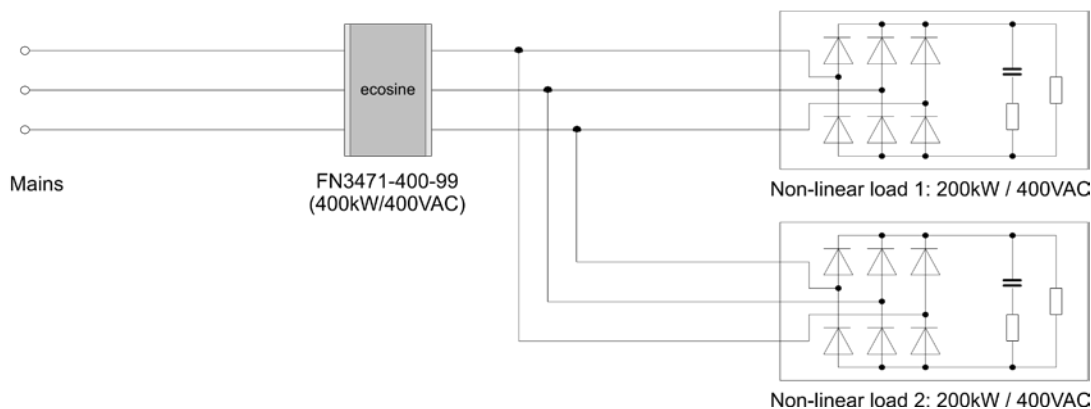 ecosine
Mains
FN3471-400-99
(400kW/400VAC)
Non-linear load 1: 200kW / 400VAC
Non-linear load 2: 200kW / 400VAC